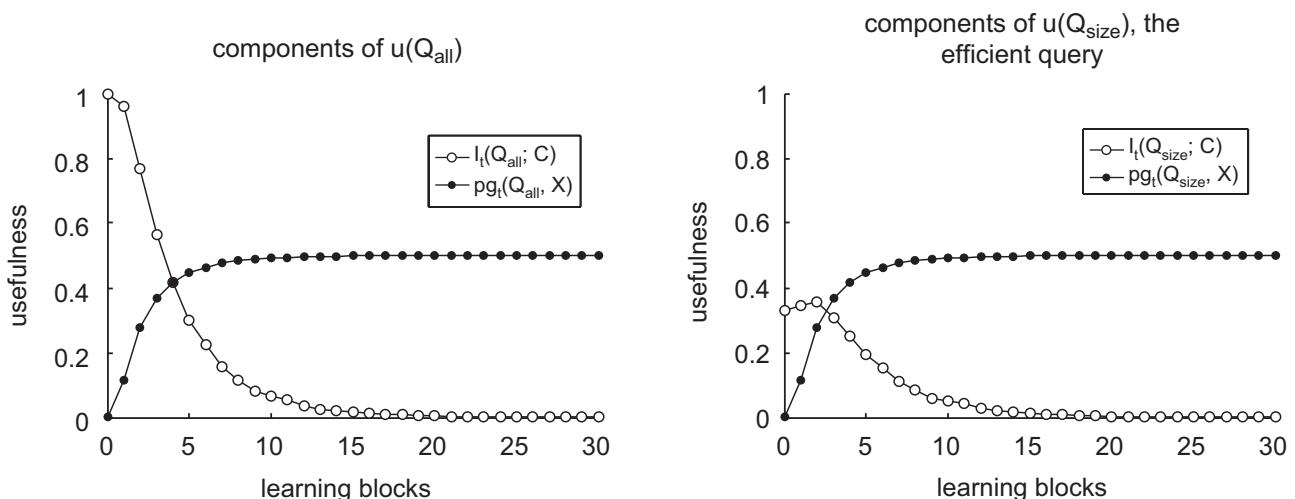 components of u(Q_all)
1
0.8
0.6
0.4
0.2
0
usefulness
I_t(Q_all; C)
pg_t(Q_all, X)
0 5 10 15 20 25 30
learning blocks
components of u(Q_size), the
efficient query
1
0.8
0.6
0.4
0.2
0
usefulness
I_t(Q_size; C)
pg_t(Q_size, X)
0 5 10 15 20 25 30
learning blocks